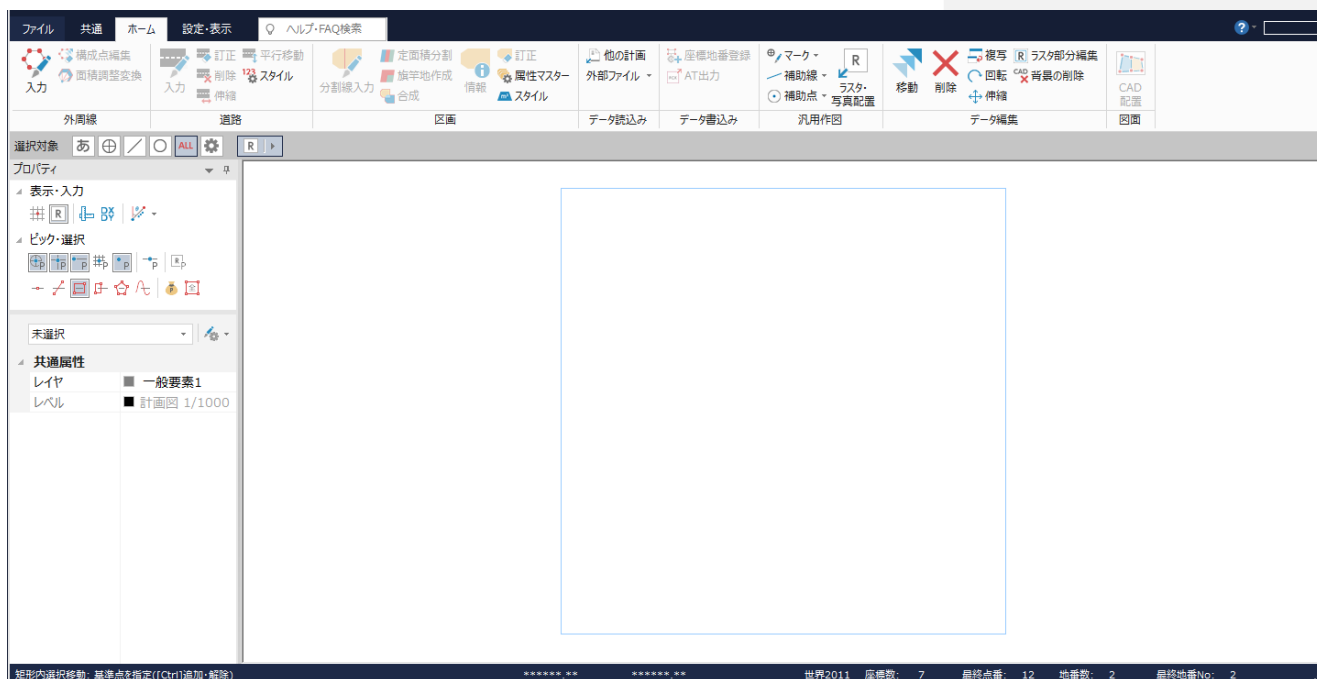 ファイル 共通 ホーム 設定・表示 ヘルプ・FAQ検索 ?
入力 構成点編集 面積調整変換
外周線
入力 訂正 削除 伸縮 平行移動 123 スタイル
道路
分割線入力 定面積分割 旗竿地作成 合成 情報 訂正 属性マスター スタイル
区画
他の計画 外部ファイル
データ読込み
座標地番登録 AT出力
データ書込み
マーク 補助線 補助点 R ラスタ・写真配置
汎用作図
移動 削除 複写 回転 伸縮 R ラスタ部分編集 CAD 背景の削除
データ編集
CAD配置
図面
選択対象 あ ALL R
プロパティ
表示・入力
R DX DY
ピック・選択
P P P P P P R P
P 全
未選択
共通属性
レイヤ 一般要素1
レベル 計画図 1/1000
矩形内選択移動: 基準点を指定([Ctrl]追加・解除) ******.** ******.** 世界2011 座標数: 7 最終点番: 12 地番数: 2 最終地番No: 2